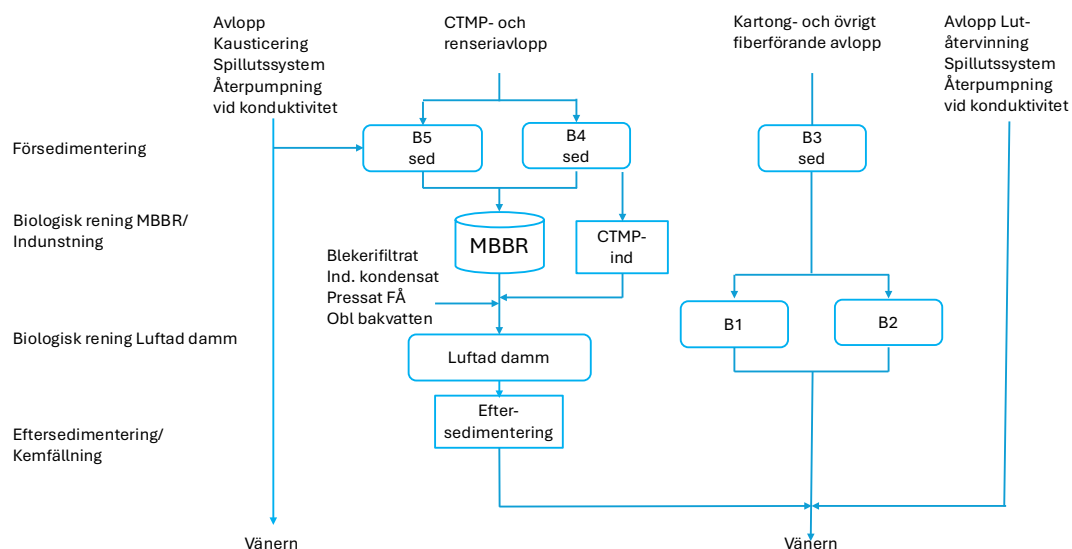 Avlopp
Kausticering
Spillutssystem
Återpumpning
vid konduktivitet
CTMP- och
renseriavlopp
Kartong- och övrigt
fiberförande avlopp
Avlopp Lut-
återvinning
Spillutssystem
Återpumpning
vid konduktivitet
Försedimentering
B5
sed
B4
sed
B3
sed
Biologisk rening MBBR/
Indunstning
MBBR
CTMP-
ind
Blekerifiltrat
Ind. kondensat
Pressat FÅ
Obl bakvatten
B1
B2
Biologisk rening Luftad damm
Luftad damm
Efter-
sedimentering
Eftersedimentering/
Kemfällning
Vänern
Vänern